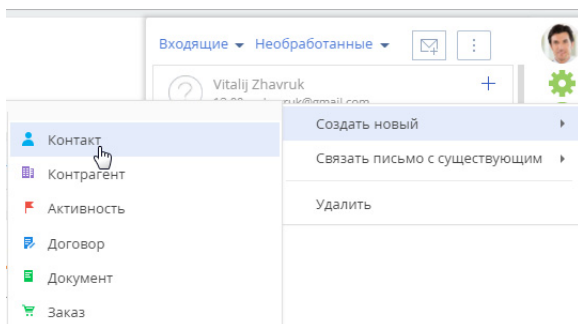 Входящие Необработанные
Vitalij Zhavruk
Создать новый
Связать письмо с существующим
Удалить
Контакт
Контрагент
Активность
Договор
Документ
Заказ